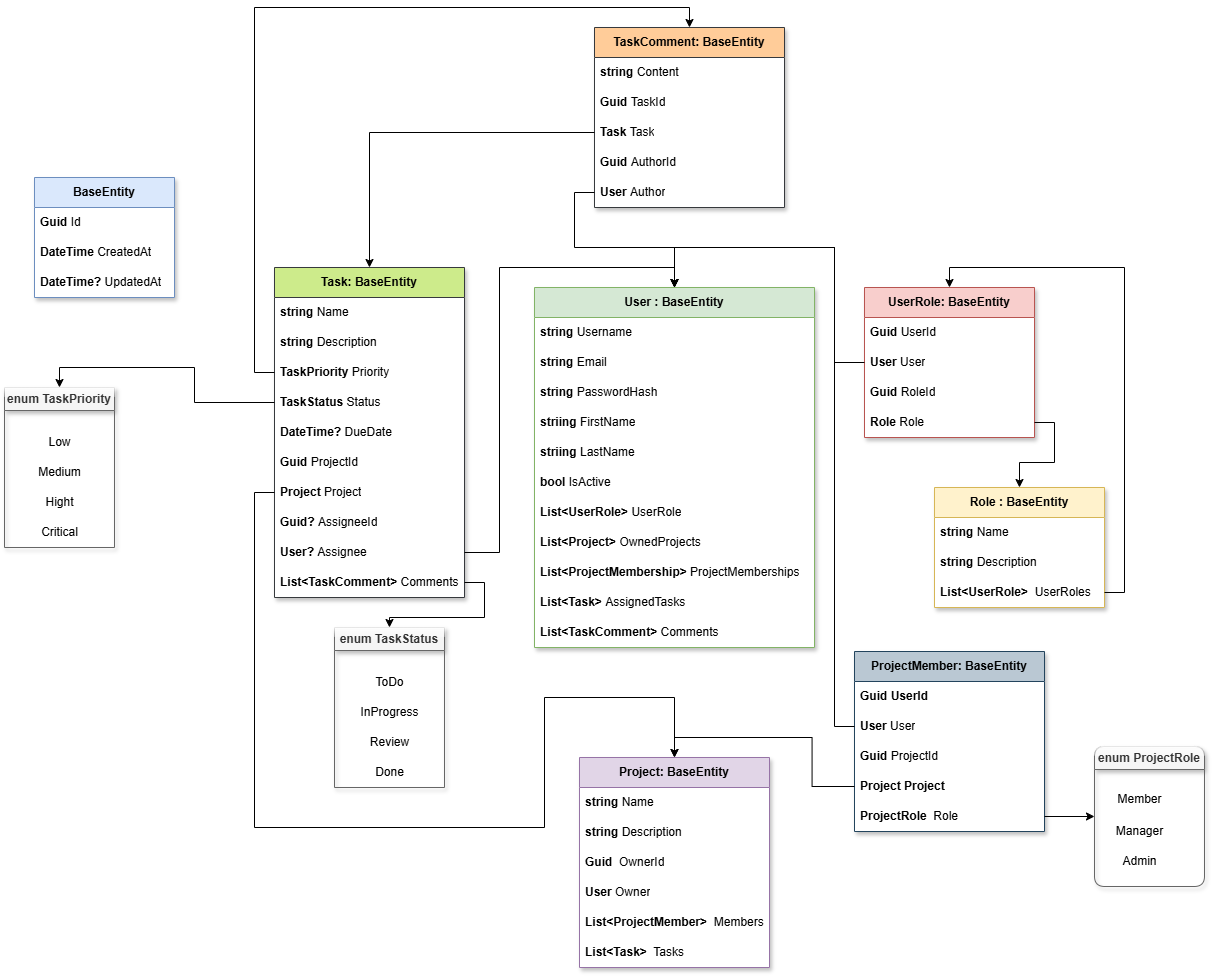 TaskComment: BaseEntity
string Content
Guid TaskId
Task Task
Guid AuthorId
User Author
BaseEntity
Guid Id
DateTime CreatedAt
DateTime? UpdatedAt
Task: BaseEntity
string Name
string Description
TaskPriority Priority
TaskStatus Status
DateTime? DueDate
Guid ProjectId
Project Project
Guid? AssigneeId
User? Assignee
List<TaskComment> Comments
User : BaseEntity
string Username
string Email
string PasswordHash
striing FirstName
striing LastName
bool IsActive
List<UserRole> UserRole
List<Project> OwnedProjects
List<ProjectMembership> ProjectMemberships
List<Task> AssignedTasks
List<TaskComment> Comments
UserRole: BaseEntity
Guid UserId
User User
Guid RoleId
Role Role
enum TaskPriority
Low
Medium
Hight
Critical
Role : BaseEntity
string Name
string Description
List<UserRole> UserRoles
enum TaskStatus
ToDo
InProgress
Review
Done
ProjectMember: BaseEntity
Guid UserId
User User
Guid ProjectId
Project Project
ProjectRole Role
enum ProjectRole
Member
Manager
Admin
Project: BaseEntity
string Name
string Description
Guid OwnerId
User Owner
List<ProjectMember> Members
List<Task> Tasks